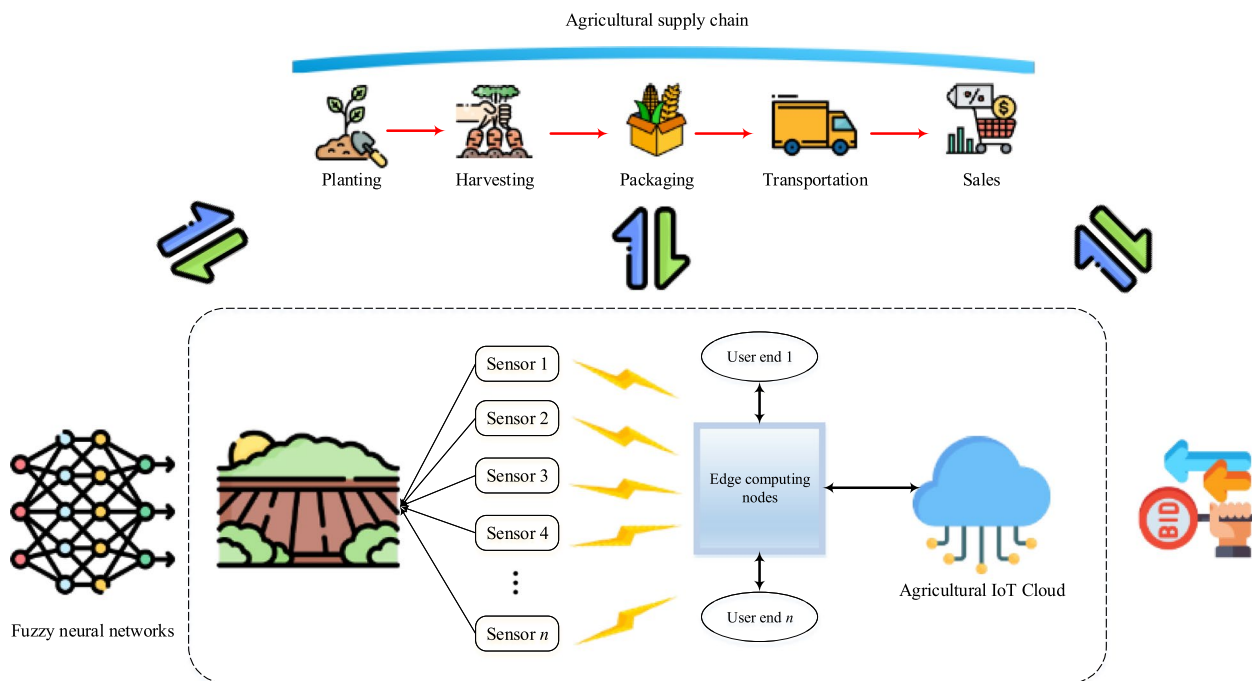 Agricultural supply chain
%
$
Planting
Harvesting
Packaging
Transportation
Sales
Sensor 1
User end 1
Sensor 2
Sensor 3
Edge computing
nodes
Sensor 4
BID
Agricultural IoT Cloud
User end n
Fuzzy neural networks
Sensor n